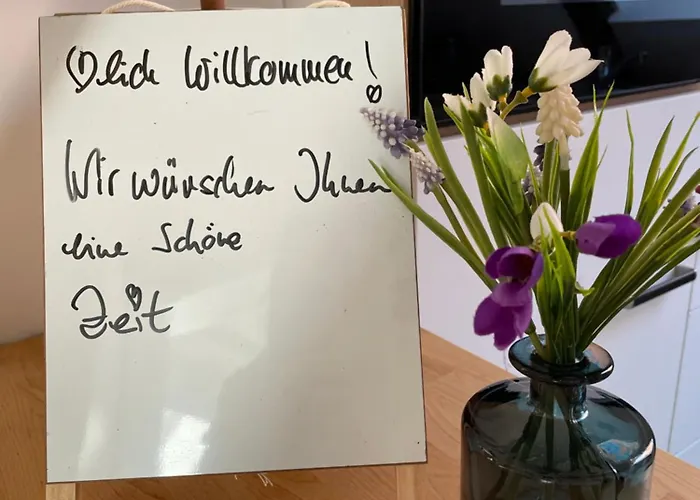 ♡lich Willkommen!
Wir wünschen Ihnen
eine schöne
Zeit